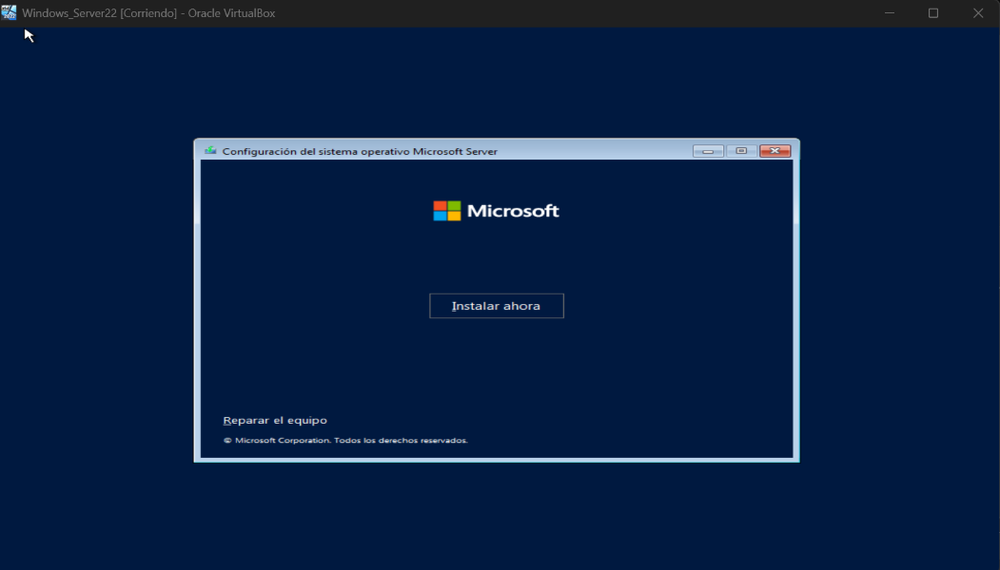 Windows_Server22 [Corriendo] - Oracle VirtualBox
Configuración del sistema operativo Microsoft Server
Microsoft
Instalar ahora
Reparar el equipo
© Microsoft Corporation. Todos los derechos reservados.